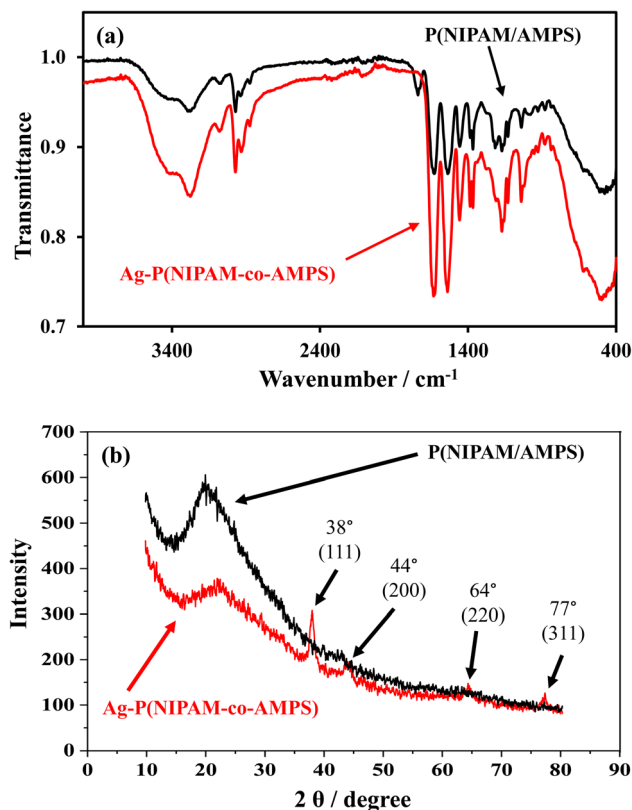 (a)
P(NIPAM/AMPS)
1.0
0.9
0.8
0.7
Transmittance
Ag-P(NIPAM-co-AMPS)
3400 2400 1400 400
Wavenumber / cm⁻¹
(b)
P(NIPAM/AMPS)
700
600
500
400
300
200
100
0
Intensity
38°
(111)
44°
(200)
64°
(220)
77°
(311)
Ag-P(NIPAM-co-AMPS)
0 10 20 30 40 50 60 70 80 90
2 θ / degree